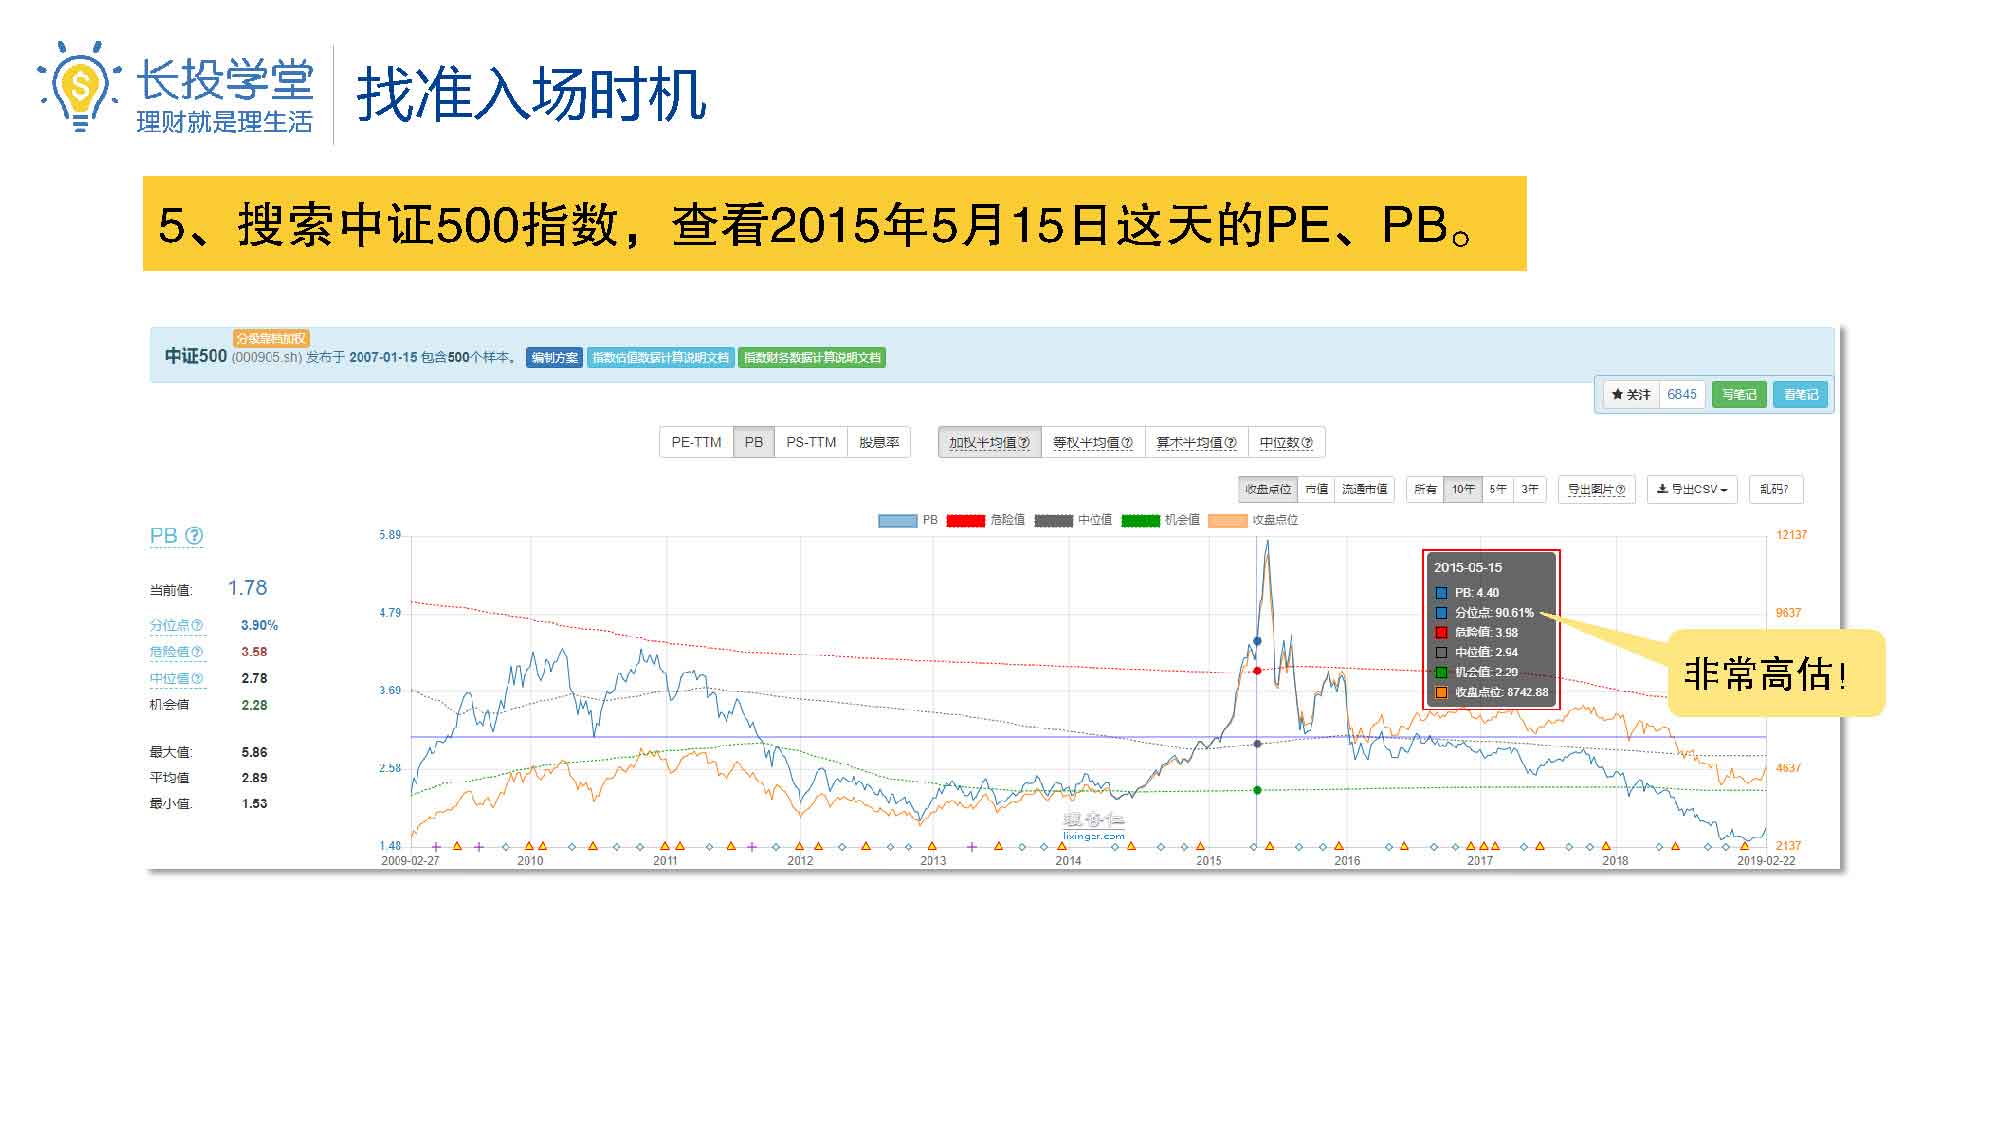 长投学堂
理财就是理生活
找准入场时机
5、搜索中证500指数，查看2015年5月15日这天的PE、PB。
分级靠档加权
中证500 (000905.sh) 发布于 2007-01-15 包含500个样本。 编制方案 指数估值数据计算说明文档 指数财务数据计算说明文档
★ 关注 6845 写笔记 看笔记
PE-TTM PB PS-TTM 股息率 加权平均值? 等权平均值? 算术平均值? 中位数?
收盘点位 市值 流通市值 所有 10年 5年 3年 导出图片? 导出CSV 乱码?
PB 危险值 中位值 机会值 收盘点位
PB ?
当前值: 1.78
分位点? 3.90%
危险值? 3.58
中位值? 2.78
机会值 2.28
最大值: 5.86
平均值 2.89
最小值: 1.53
5.89
4.79
3.69
2.58
1.48
12137
9637
4637
2137
2015-05-15
PB: 4.40
分位点: 90.61%
危险值: 3.98
中位值: 2.94
机会值: 2.29
收盘点位: 8742.88
非常高估!
理杏仁
lixinger.com
2009-02-27 2010 2011 2012 2013 2014 2015 2016 2017 2018 2019-02-22